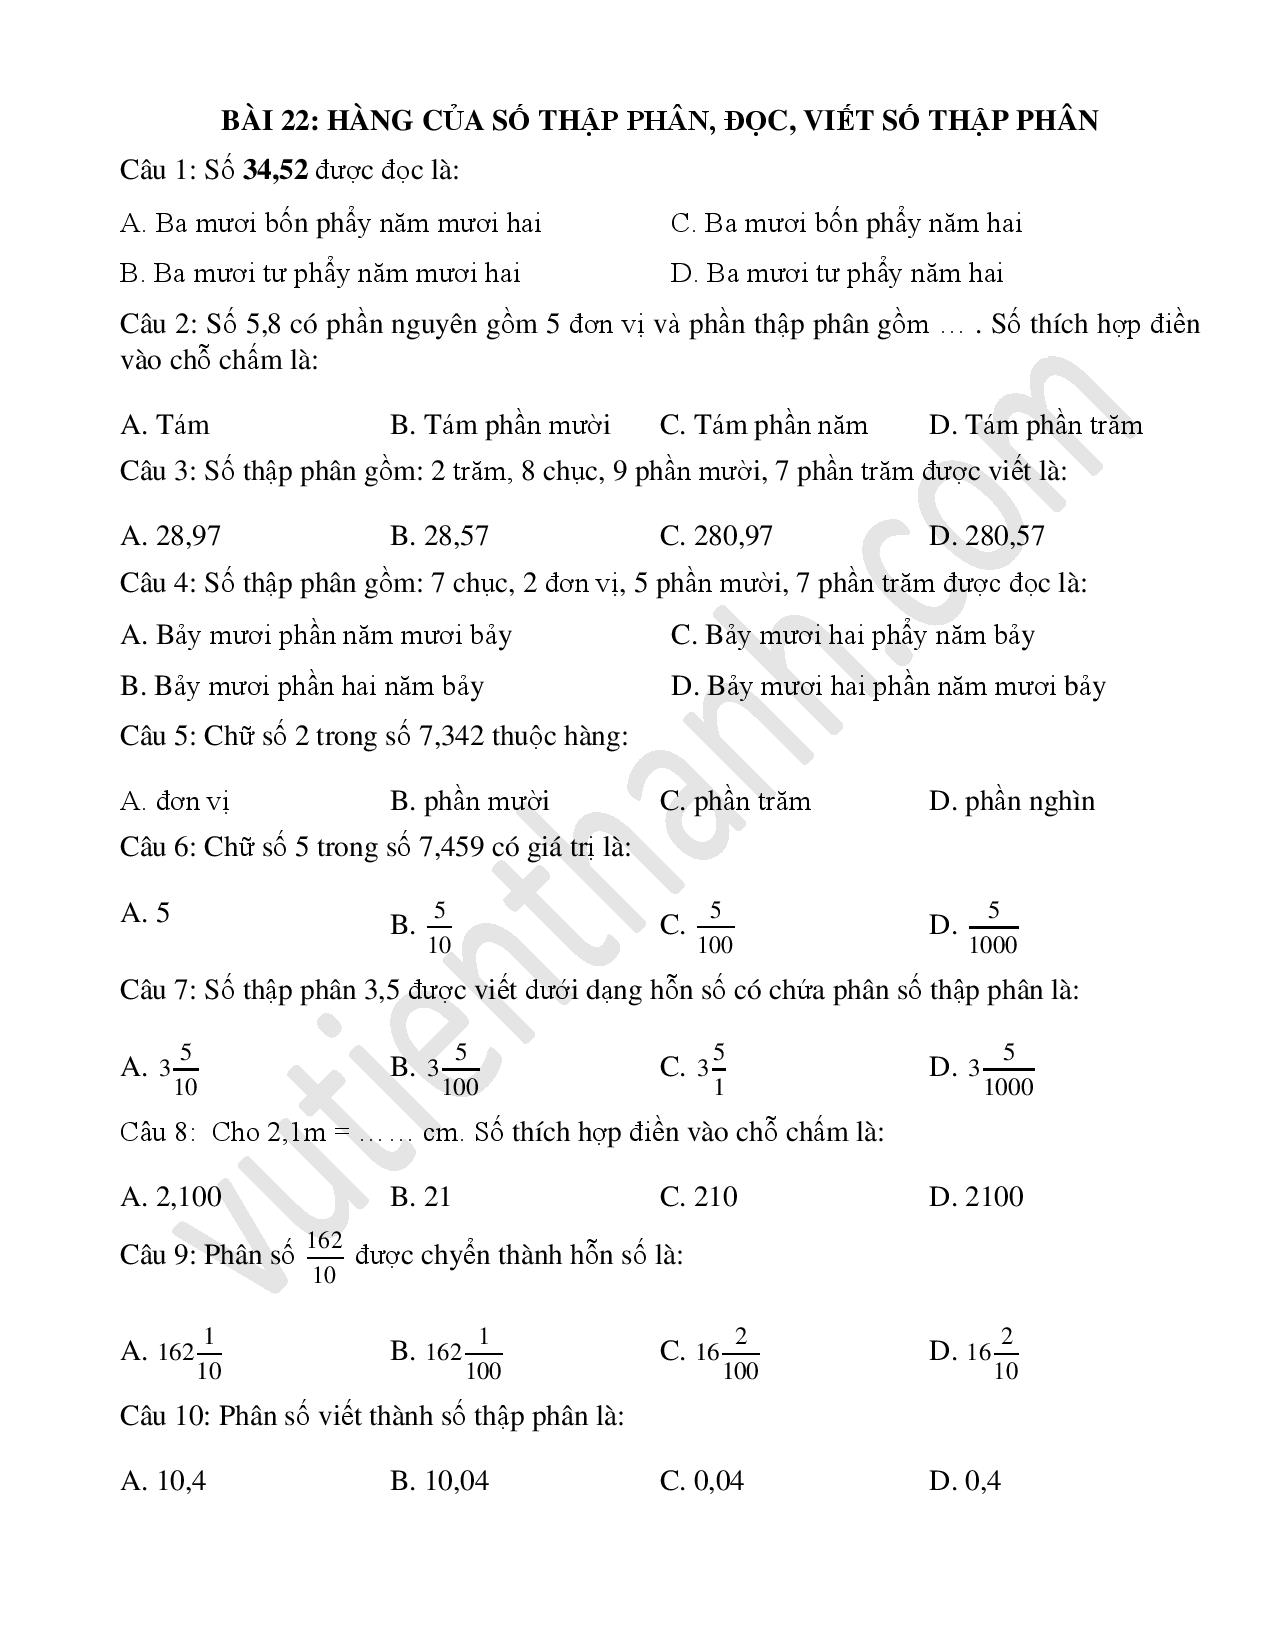 BÀI 22: HÀNG CỦA SỐ THẬP PHÂN, ĐỌC, VIẾT SỐ THẬP PHÂN
Câu 1: Số 34,52 được đọc là:
A. Ba mươi bốn phẩy năm mươi hai C. Ba mươi bốn phẩy năm hai
B. Ba mươi tư phẩy năm mươi hai D. Ba mươi tư phẩy năm hai
Câu 2: Số 5,8 có phần nguyên gồm 5 đơn vị và phần thập phân gồm … . Số thích hợp điền
vào chỗ chấm là:
A. Tám B. Tám phần mười C. Tám phần năm D. Tám phần trăm
Câu 3: Số thập phân gồm: 2 trăm, 8 chục, 9 phần mười, 7 phần trăm được viết là:
A. 28,97 B. 28,57 C. 280,97 D. 280,57
Câu 4: Số thập phân gồm: 7 chục, 2 đơn vị, 5 phần mười, 7 phần trăm được đọc là:
A. Bảy mươi phần năm mươi bảy C. Bảy mươi hai phẩy năm bảy
B. Bảy mươi phần hai năm bảy D. Bảy mươi hai phần năm mươi bảy
Câu 5: Chữ số 2 trong số 7,342 thuộc hàng:
A. đơn vị B. phần mười C. phần trăm D. phần nghìn
Câu 6: Chữ số 5 trong số 7,459 có giá trị là:
A. 5 B. 5/10 C. 5/100 D. 5/1000
Câu 7: Số thập phân 3,5 được viết dưới dạng hỗn số có chứa phân số thập phân là:
A. 3 5/10 B. 3 5/100 C. 3 5/1 D. 3 5/1000
Câu 8:  Cho 2,1m = …… cm. Số thích hợp điền vào chỗ chấm là:
A. 2,100 B. 21 C. 210 D. 2100
Câu 9: Phân số 162/10 được chyển thành hỗn số là:
A. 162 1/10 B. 162 1/100 C. 16 2/100 D. 16 2/10
Câu 10: Phân số viết thành số thập phân là:
A. 10,4 B. 10,04 C. 0,04 D. 0,4
vutienthanh.com